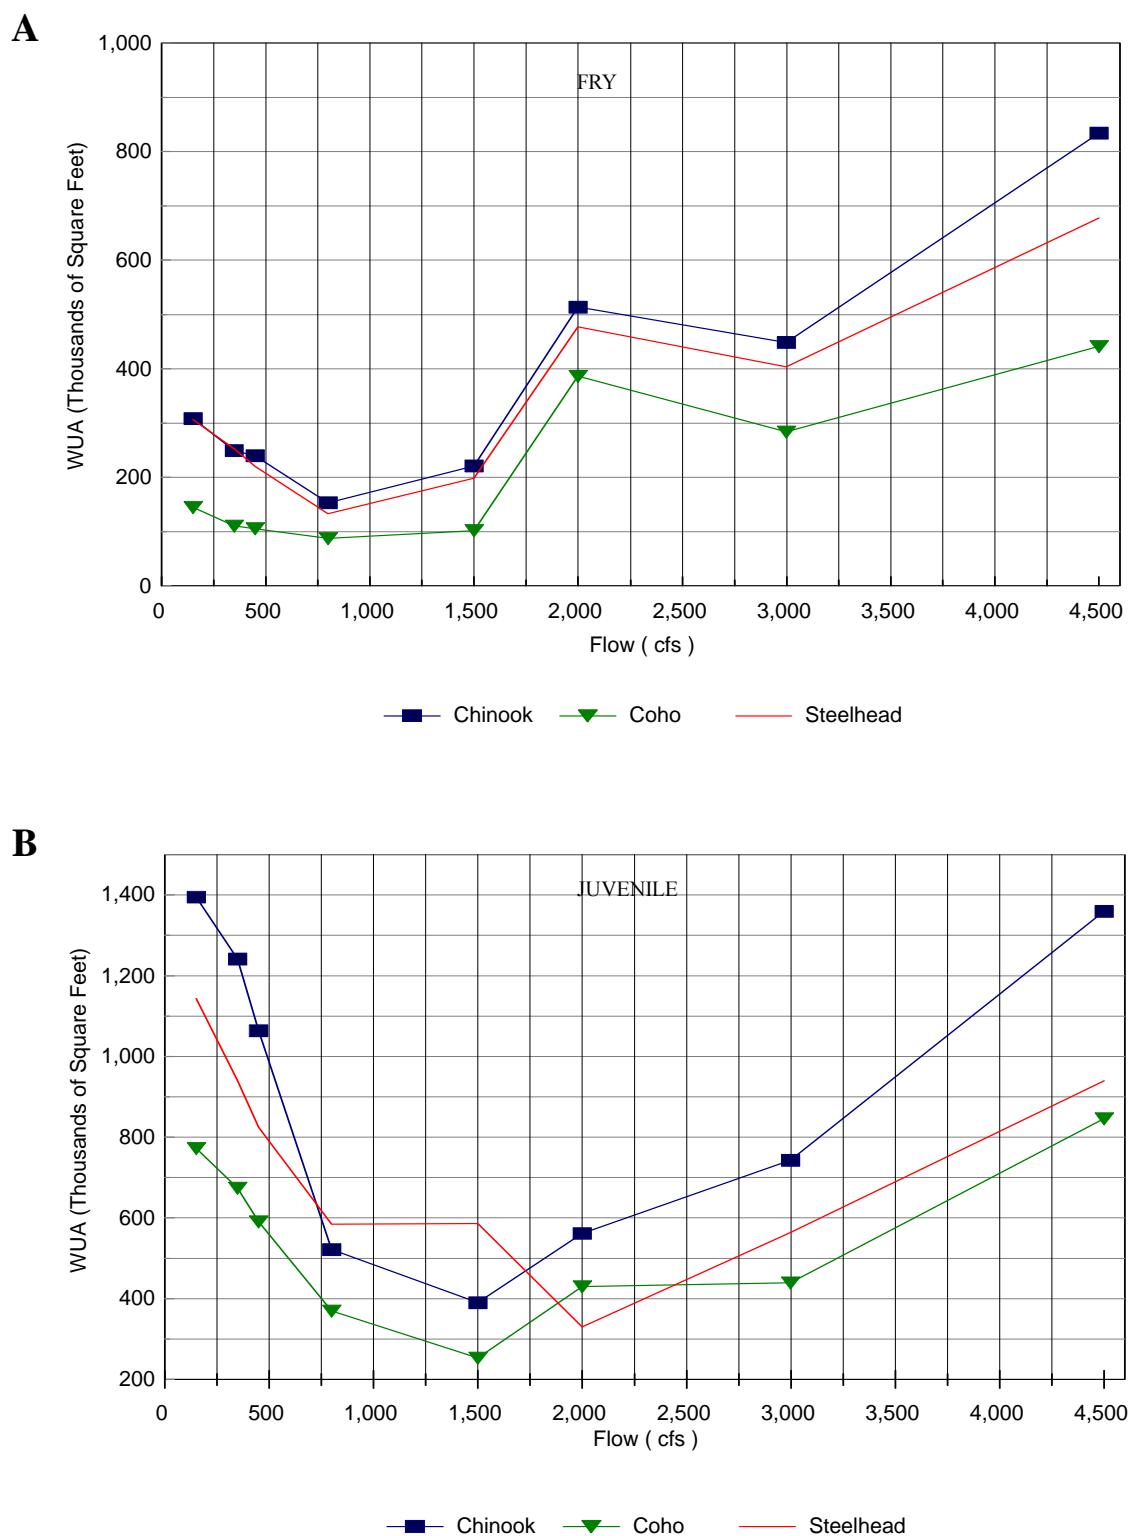 A
1,000
FRY
800
600
400
200
0
WUA (Thousands of Square Feet)
0 500 1,000 1,500 2,000 2,500 3,000 3,500 4,000 4,500
Flow ( cfs )
Chinook Coho Steelhead
B
JUVENILE
1,400
1,200
1,000
800
600
400
200
WUA (Thousands of Square Feet)
0 500 1,000 1,500 2,000 2,500 3,000 3,500 4,000 4,500
Flow ( cfs )
Chinook Coho Steelhead